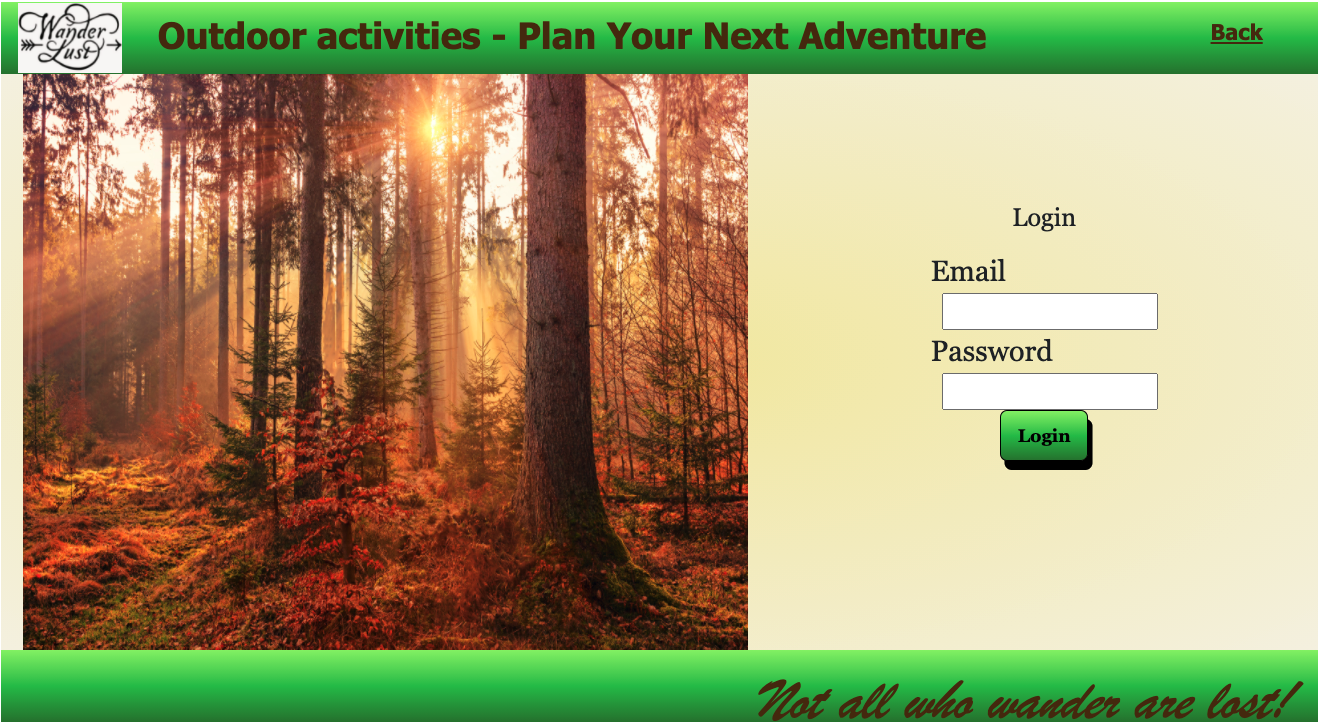 Wander
Lust
Outdoor activities - Plan Your Next Adventure
Back
Login
Email
Password
Login
Not all who wander are lost!